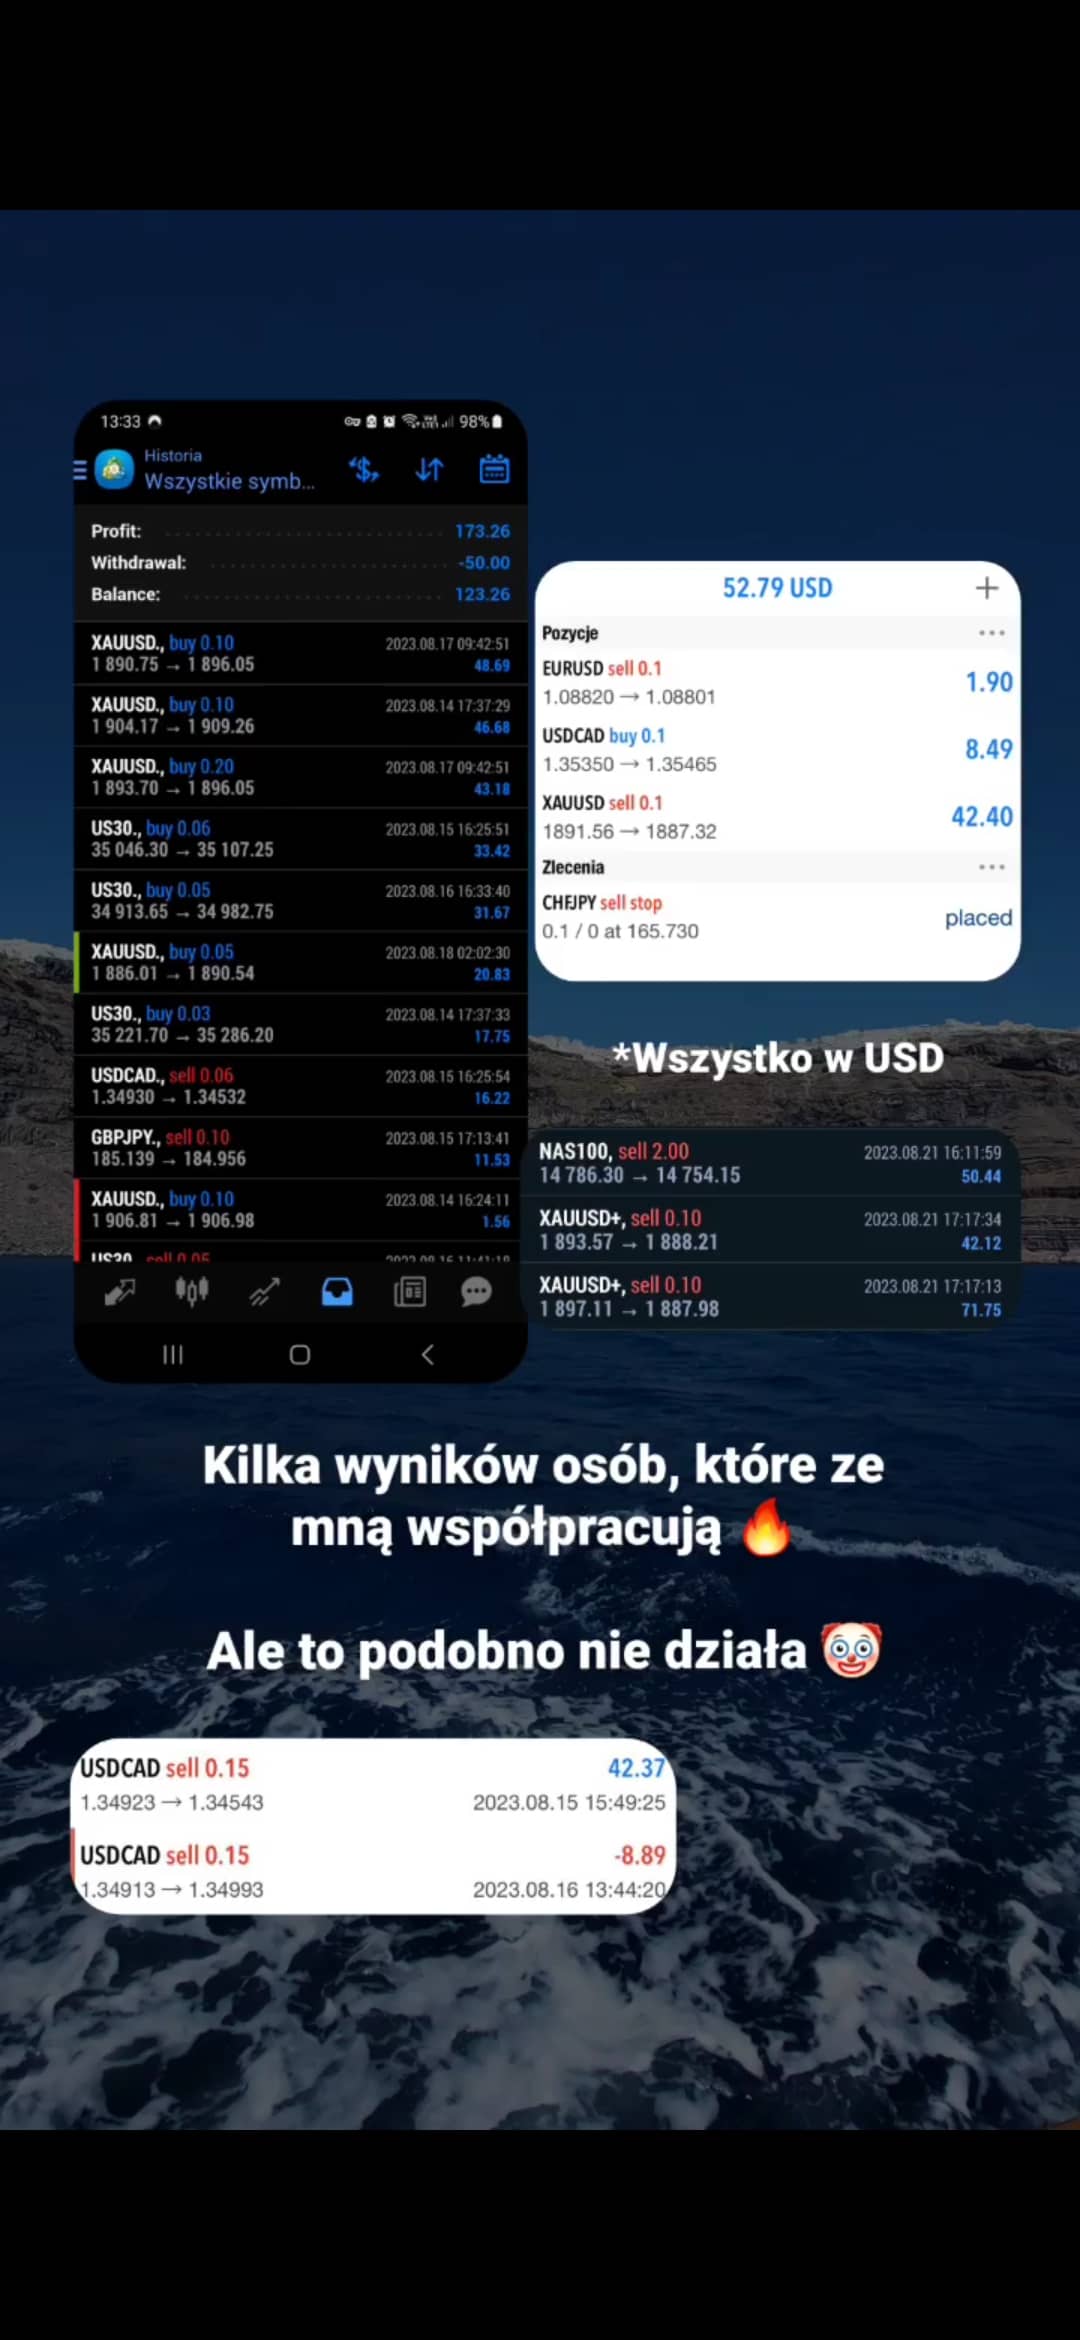 13:33
98%
Historia
Wszystkie symb...
Profit: 173.26
Withdrawal: -50.00
Balance: 123.26
XAUUSD., buy 0.10 2023.08.17 09:42:51
1 890.75 → 1 896.05 48.69
XAUUSD., buy 0.10 2023.08.14 17:37:29
1 904.17 → 1 909.26 46.68
XAUUSD., buy 0.20 2023.08.17 09:42:51
1 893.70 → 1 896.05 43.18
US30., buy 0.06 2023.08.15 16:25:51
35 046.30 → 35 107.25 33.42
US30., buy 0.05 2023.08.16 16:33:40
34 913.65 → 34 982.75 31.67
XAUUSD., buy 0.05 2023.08.18 02:02:30
1 886.01 → 1 890.54 20.83
US30., buy 0.03 2023.08.14 17:37:33
35 221.70 → 35 286.20 17.75
USDCAD., sell 0.06 2023.08.15 16:25:54
1.34930 → 1.34532 16.22
GBPJPY., sell 0.10 2023.08.15 17:13:41
185.139 → 184.956 11.53
XAUUSD., buy 0.10 2023.08.14 16:24:11
1 906.81 → 1 906.98 1.56
US30., sell 0.05 2023.08.16 11:41:18
52.79 USD +
Pozycje ...
EURUSD sell 0.1 1.90
1.08820 → 1.08801
USDCAD buy 0.1 8.49
1.35350 → 1.35465
XAUUSD sell 0.1 42.40
1891.56 → 1887.32
Zlecenia ...
CHFJPY sell stop placed
0.1 / 0 at 165.730
*Wszystko w USD
NAS100, sell 2.00 2023.08.21 16:11:59
14 786.30 → 14 754.15 50.44
XAUUSD+, sell 0.10 2023.08.21 17:17:34
1 893.57 → 1 888.21 42.12
XAUUSD+, sell 0.10 2023.08.21 17:17:13
1 897.11 → 1 887.98 71.75
Kilka wyników osób, które ze
mną współpracują 🔥
Ale to podobno nie działa 🤡
USDCAD sell 0.15 42.37
1.34923 → 1.34543 2023.08.15 15:49:25
USDCAD sell 0.15 -8.89
1.34913 → 1.34993 2023.08.16 13:44:20